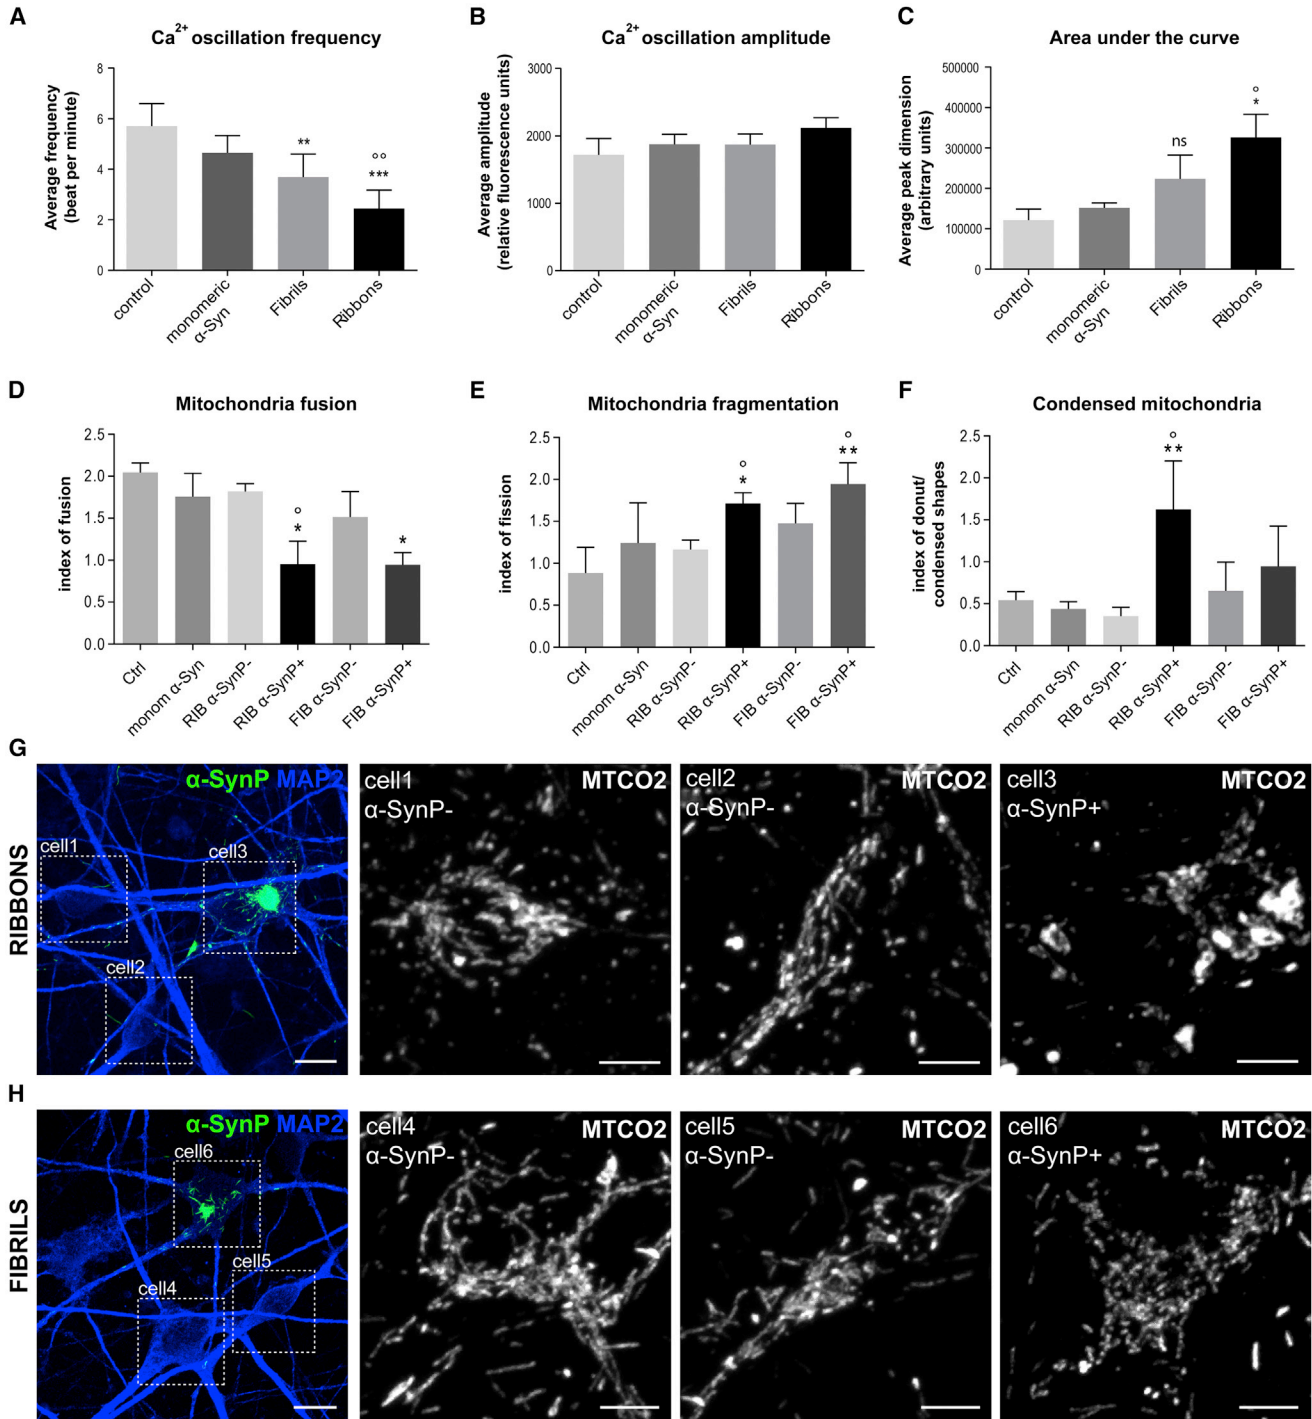 A
Ca2+ oscillation frequency
Average frequency
(beat per minute)
8
6
4
2
0
**
°°
***
control
monomeric
α-Syn
Fibrils
Ribbons
B
Ca2+ oscillation amplitude
Average amplitude
(relative fluorescence units)
3000
2000
1000
0
control
monomeric
α-Syn
Fibrils
Ribbons
C
Area under the curve
Average peak dimension
(arbitrary units)
500000
400000
300000
200000
100000
0
ns
°
*
control
monomeric
α-Syn
Fibrils
Ribbons
D
Mitochondria fusion
index of fusion
2.5
2.0
1.5
1.0
0.5
0.0
°
*
*
Ctrl
monom α-Syn
RIB α-SynP-
RIB α-SynP+
FIB α-SynP-
FIB α-SynP+
E
Mitochondria fragmentation
index of fission
2.5
2.0
1.5
1.0
0.5
0.0
°
*
°
**
Ctrl
monom α-Syn
RIB α-SynP-
RIB α-SynP+
FIB α-SynP-
FIB α-SynP+
F
Condensed mitochondria
index of donut/
condensed shapes
2.5
2.0
1.5
1.0
0.5
0.0
°
**
Ctrl
monom α-Syn
RIB α-SynP-
RIB α-SynP+
FIB α-SynP-
FIB α-SynP+
G
RIBBONS
α-SynP MAP2
cell1
cell3
cell2
cell1 MTCO2
α-SynP-
cell2 MTCO2
α-SynP-
cell3 MTCO2
α-SynP+
H
FIBRILS
α-SynP MAP2
cell6
cell5
cell4
cell4 MTCO2
α-SynP-
cell5 MTCO2
α-SynP-
cell6 MTCO2
α-SynP+